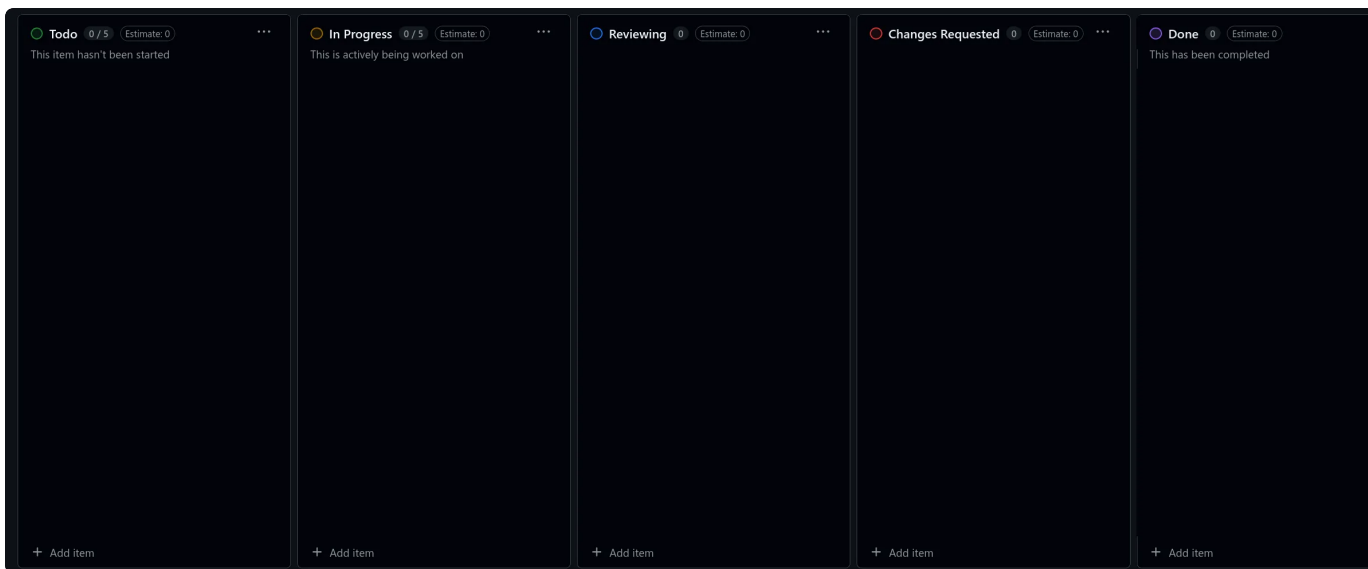 Todo 0 / 5 Estimate: 0 ...
This item hasn't been started
+ Add item
In Progress 0 / 5 Estimate: 0 ...
This is actively being worked on
+ Add item
Reviewing 0 Estimate: 0 ...
+ Add item
Changes Requested 0 Estimate: 0 ...
+ Add item
Done 0 Estimate: 0
This has been completed
+ Add item